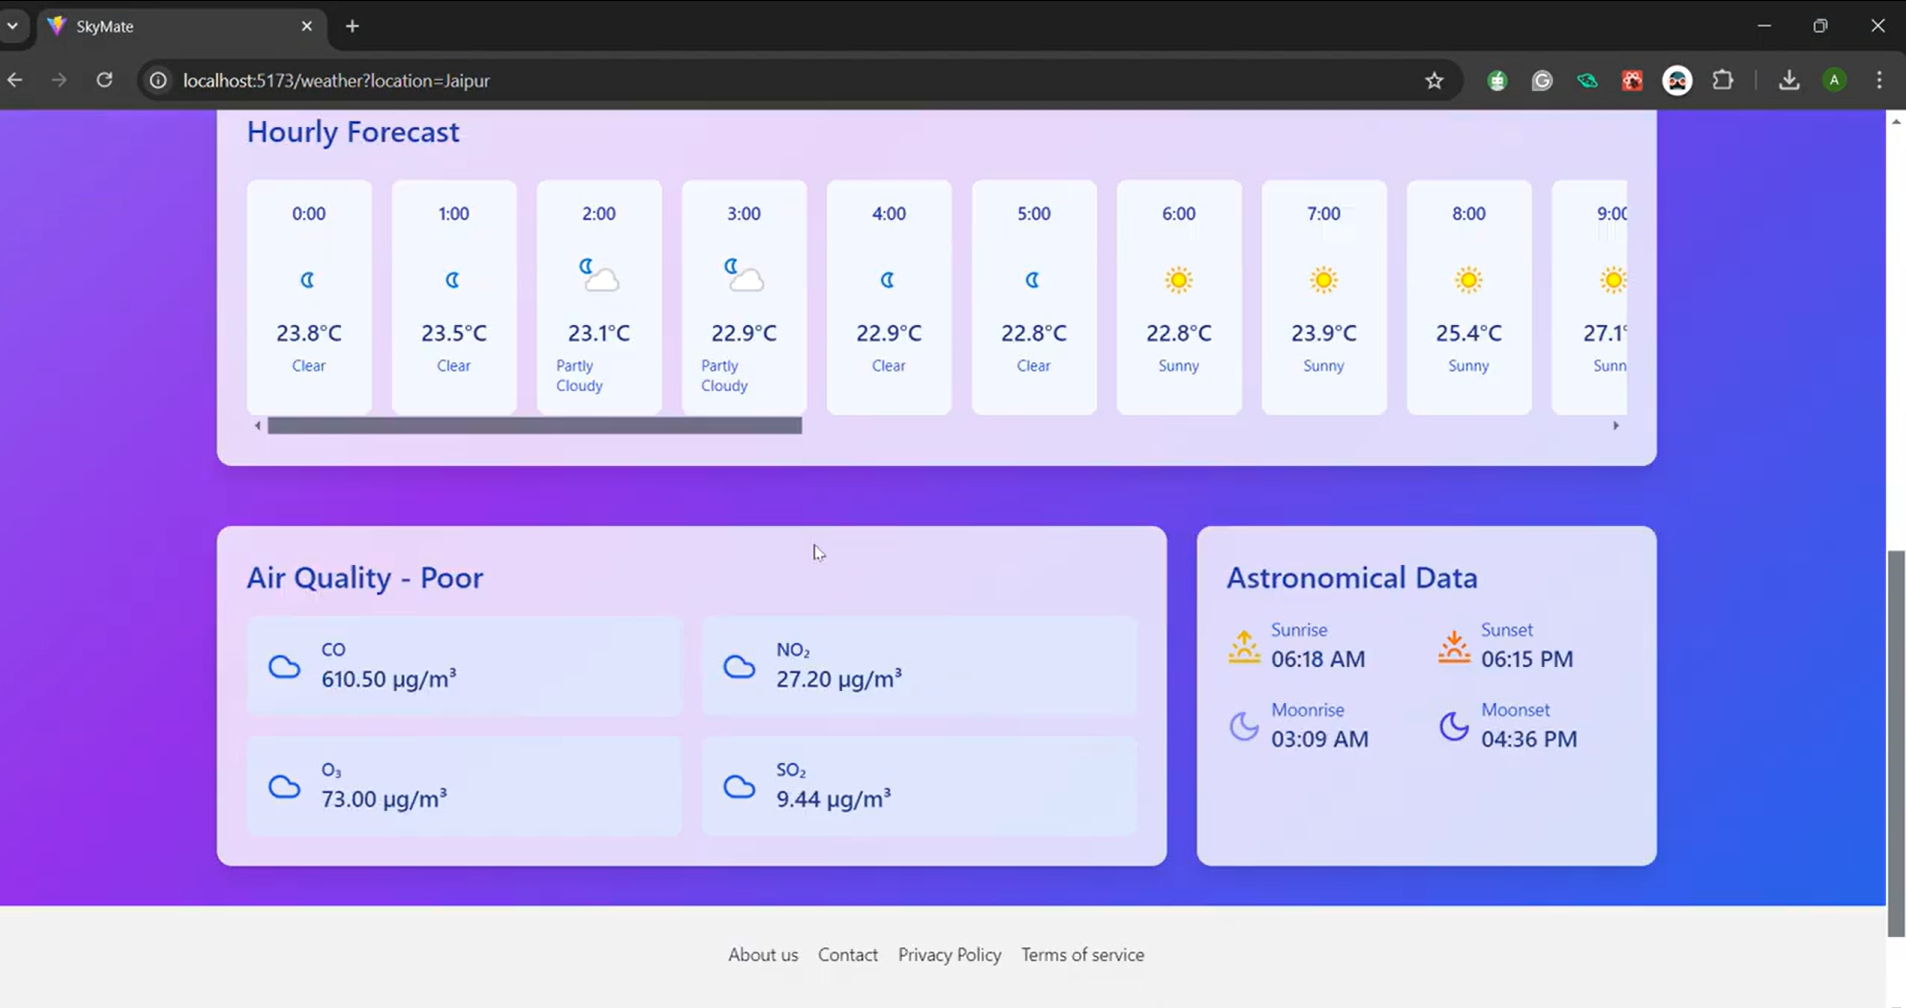 SkyMate
localhost:5173/weather?location=Jaipur
A
Hourly Forecast
0:00 1:00 2:00 3:00 4:00 5:00 6:00 7:00 8:00 9:00
23.8°C 23.5°C 23.1°C 22.9°C 22.9°C 22.8°C 22.8°C 23.9°C 25.4°C 27.1°
Clear Clear Partly Partly Clear Clear Sunny Sunny Sunny Sunn
Cloudy Cloudy
Air Quality - Poor
CO
610.50 µg/m³
NO₂
27.20 µg/m³
O₃
73.00 µg/m³
SO₂
9.44 µg/m³
Astronomical Data
Sunrise
06:18 AM
Sunset
06:15 PM
Moonrise
03:09 AM
Moonset
04:36 PM
About us Contact Privacy Policy Terms of service